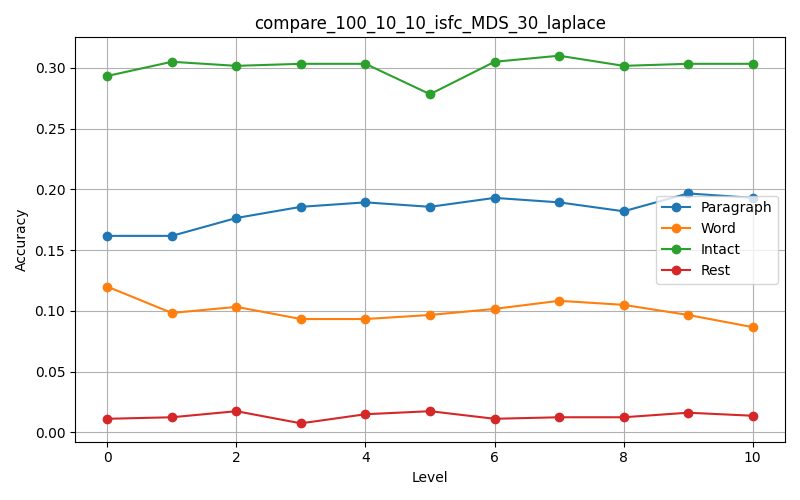 compare_100_10_10_isfc_MDS_30_laplace
0.30
0.25
0.20
0.15
0.10
0.05
0.00
Accuracy
Paragraph
Word
Intact
Rest
0 2 4 6 8 10
Level